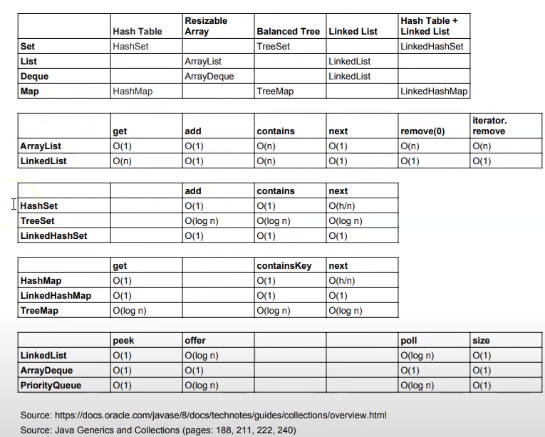 Hash Table Resizable Array Balanced Tree Linked List Hash Table + Linked List
Set HashSet TreeSet LinkedHashSet
List ArrayList LinkedList
Deque ArrayDeque LinkedList
Map HashMap TreeMap LinkedHashMap
get add contains next remove(0) iterator.remove
ArrayList O(1) O(1) O(n) O(1) O(n) O(n)
LinkedList O(n) O(1) O(n) O(1) O(1) O(1)
add contains next
HashSet O(1) O(1) O(h/n)
TreeSet O(log n) O(log n) O(log n)
LinkedHashSet O(1) O(1) O(1)
get containsKey next
HashMap O(1) O(1) O(h/n)
LinkedHashMap O(1) O(1) O(1)
TreeMap O(log n) O(log n) O(log n)
peek offer poll size
LinkedList O(1) O(log n) O(log n) O(1)
ArrayDeque O(1) O(1) O(1) O(1)
PriorityQueue O(1) O(log n) O(log n) O(1)
Source: https://docs.oracle.com/javase/8/docs/technotes/guides/collections/overview.html
Source: Java Generics and Collections (pages: 188, 211, 222, 240)